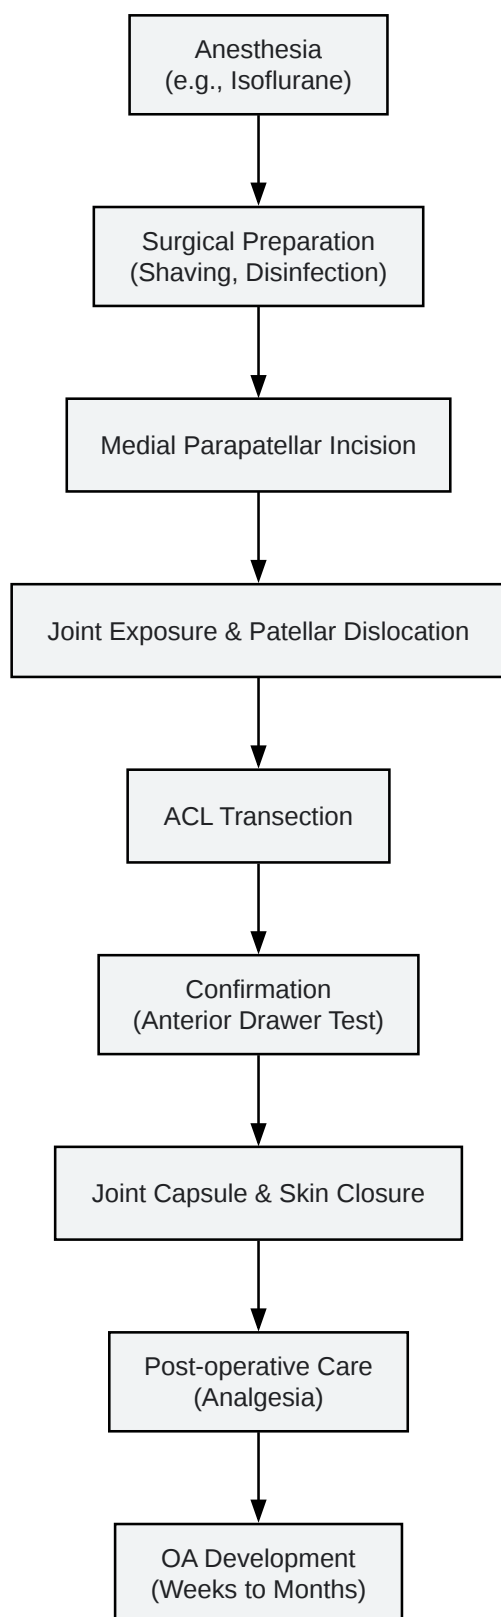 Anesthesia
(e.g., Isoflurane)
Surgical Preparation
(Shaving, Disinfection)
Medial Parapatellar Incision
Joint Exposure & Patellar Dislocation
ACL Transection
Confirmation
(Anterior Drawer Test)
Joint Capsule & Skin Closure
Post-operative Care
(Analgesia)
OA Development
(Weeks to Months)